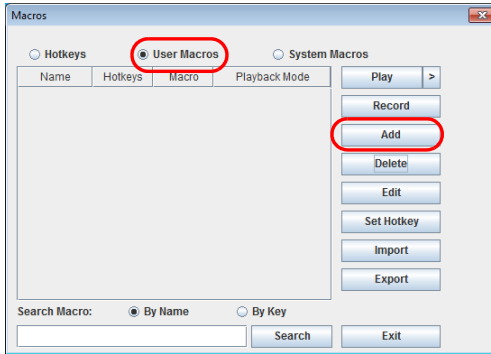 Macros
Hotkeys User Macros System Macros
Name Hotkeys Macro Playback Mode Play >
Record
Add
Delete
Edit
Set Hotkey
Import
Export
Search Macro: By Name By Key
Search Exit